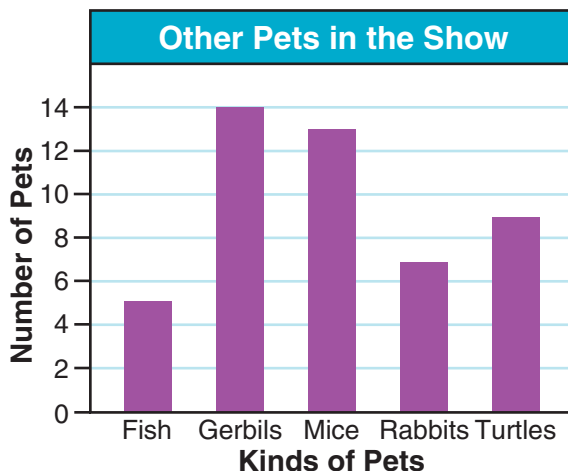 Other Pets in the Show
Number of Pets
14
12
10
8
6
4
2
0
Fish Gerbils Mice Rabbits Turtles
Kinds of Pets